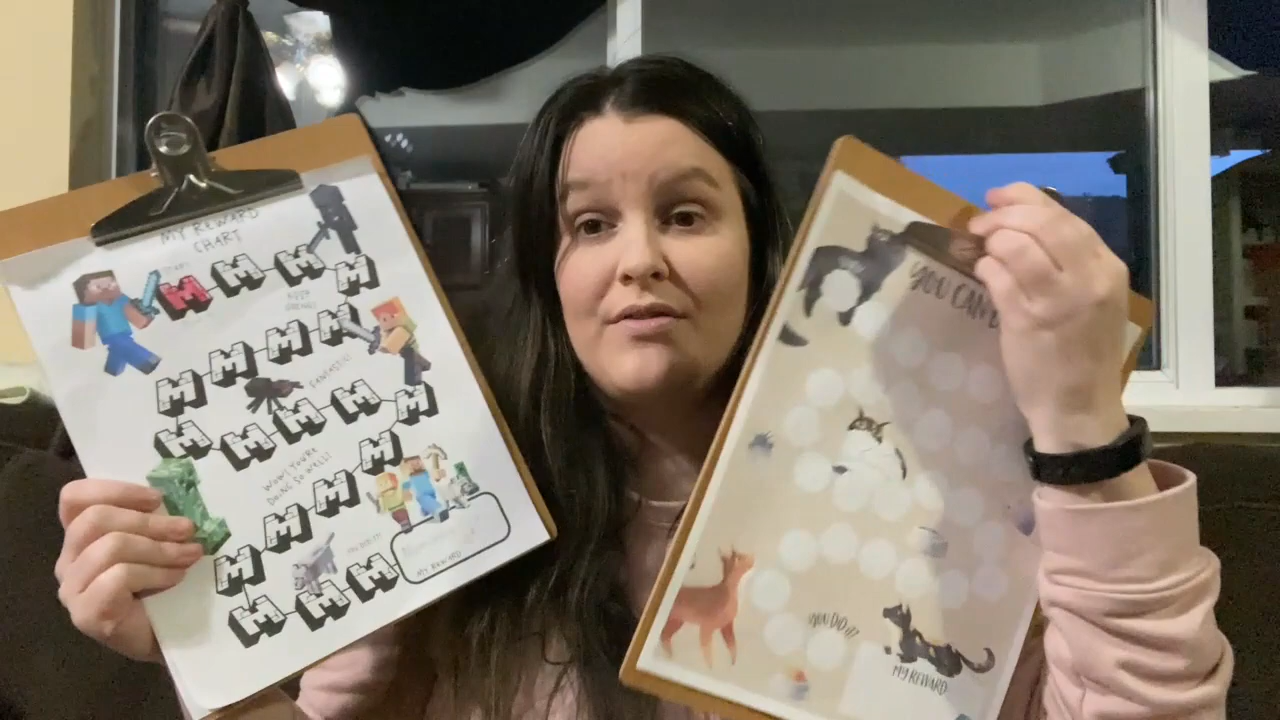 MY REWARD
CHART
START
KEEP
GOING!
FANTASTIC!
WOW! YOU'RE
DOING SO WELL!
YOU DID IT!
MY REWARD
YOU CAN
YOU DID IT!
MY REWARD